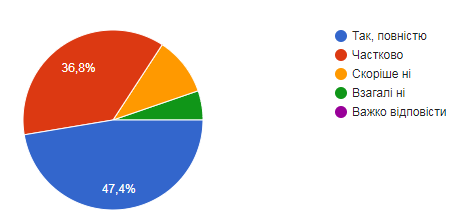 36,8%
47,4%
Так, повністю
Частково
Скоріше ні
Взагалі ні
Важко відповісти